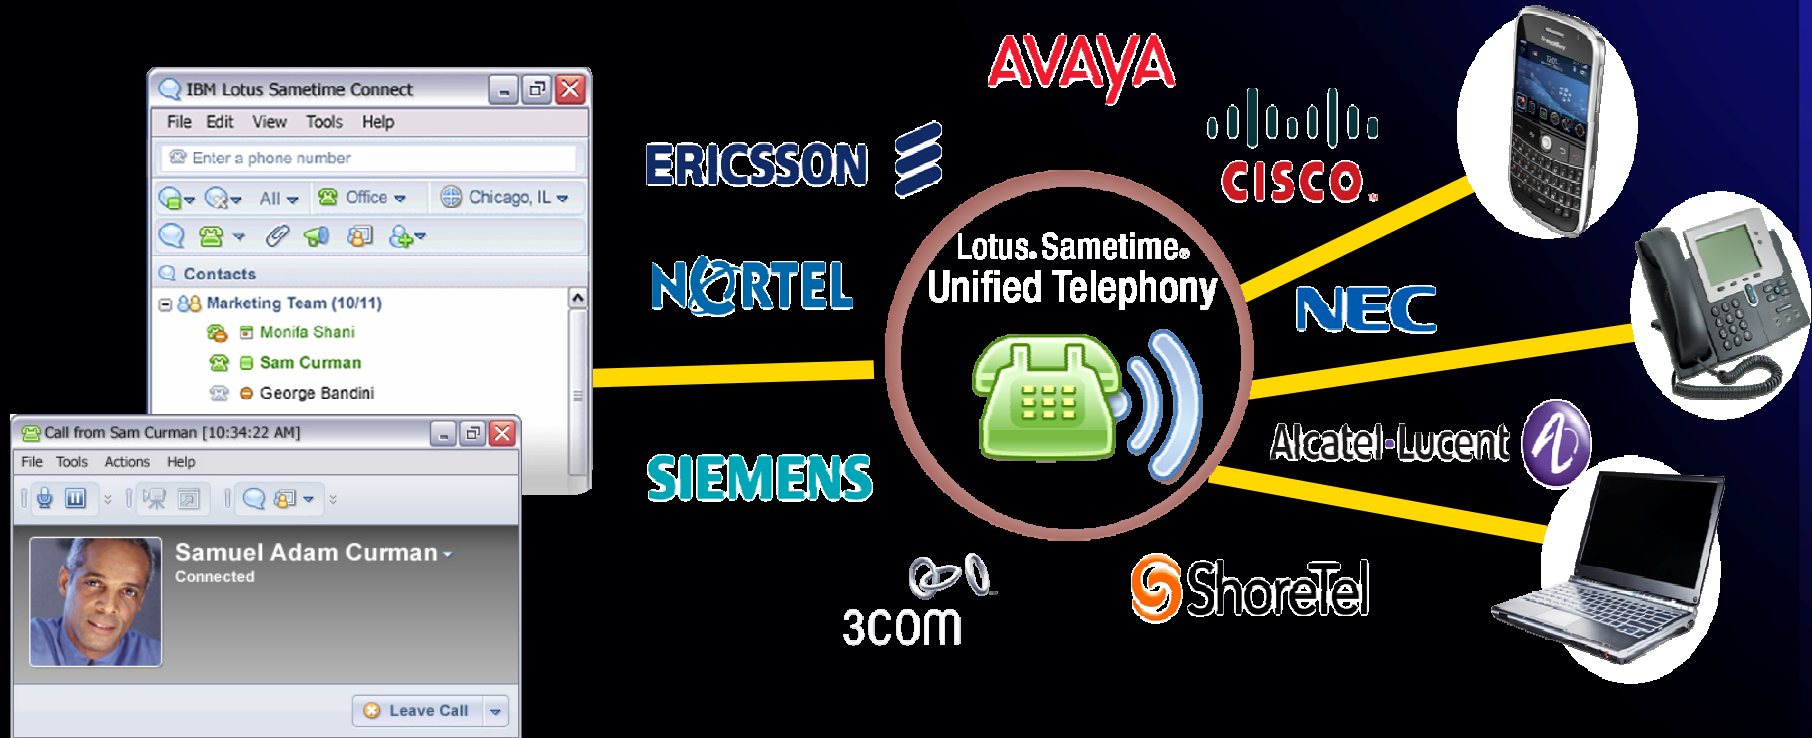 IBM Lotus Sametime Connect
File Edit View Tools Help
Enter a phone number
All Office Chicago, IL
Contacts
Marketing Team (10/11)
Monifa Shani
Sam Curman
George Bandini
Call from Sam Curman [10:34:22 AM]
File Tools Actions Help
Samuel Adam Curman
Connected
Leave Call
AVAYA
ERICSSON
CISCO
NORTEL
Lotus. Sametime®
Unified Telephony
NEC
SIEMENS
Alcatel·Lucent
3COM
ShoreTel